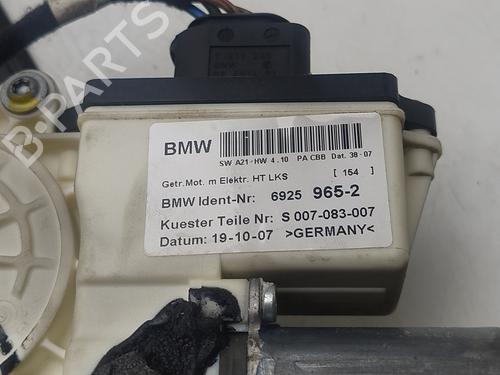 BMW
SW A21-HW 4.10 PA CBB Dat. 38-07
Getr.Mot. m Elektr. HT LKS [ 154 ]
BMW Ident-Nr: 6925 965-2
Kuester Teile Nr: S 007-083-007
Datum: 19-10-07 >GERMANY<
B-PARTS